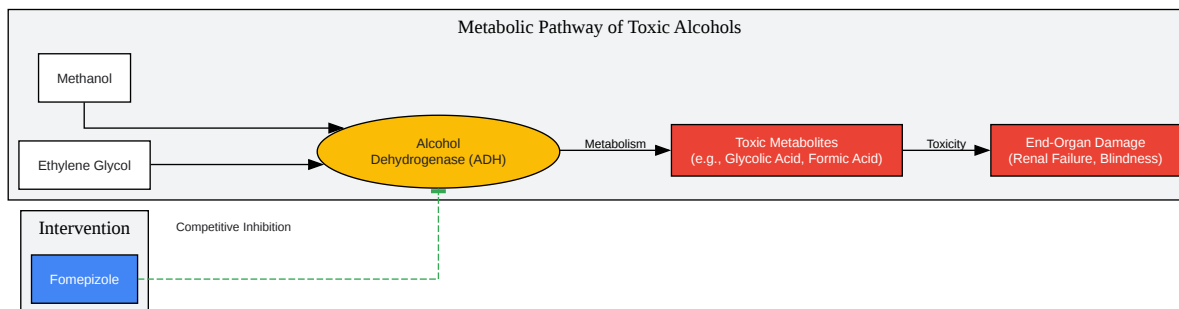 Metabolic Pathway of Toxic Alcohols
Methanol
Ethylene Glycol
Alcohol
Dehydrogenase (ADH)
Metabolism
Toxic Metabolites
(e.g., Glycolic Acid, Formic Acid)
Toxicity
End-Organ Damage
(Renal Failure, Blindness)
Intervention
Competitive Inhibition
Fomepizole